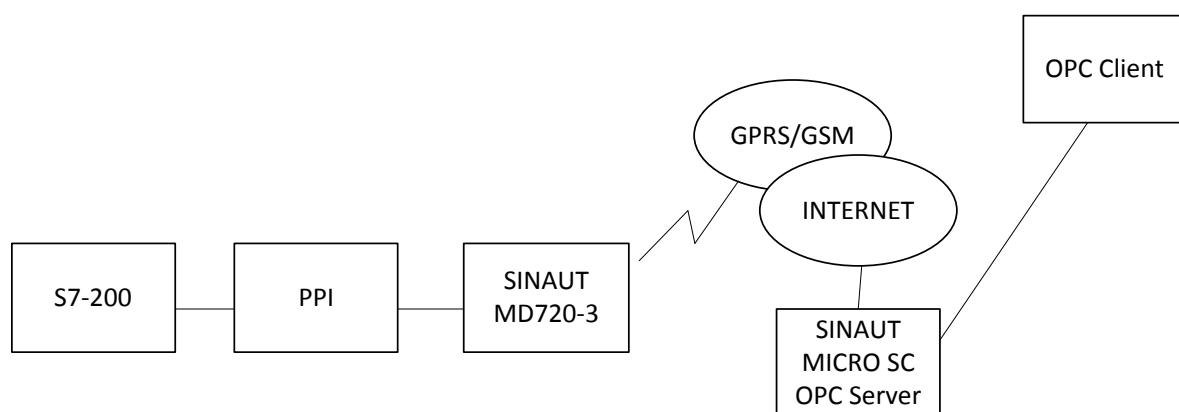 OPC Client
GPRS/GSM
INTERNET
S7-200
PPI
SINAUT
MD720-3
SINAUT
MICRO SC
OPC Server